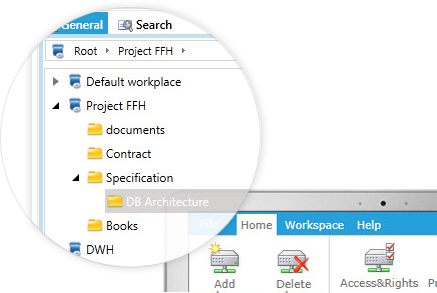 General Search
Root Project FFH
Default workplace
Project FFH
documents
Contract
Specification
DB Architecture
Books
DWH
File Home Workspace Help
Add Delete Access&Rights